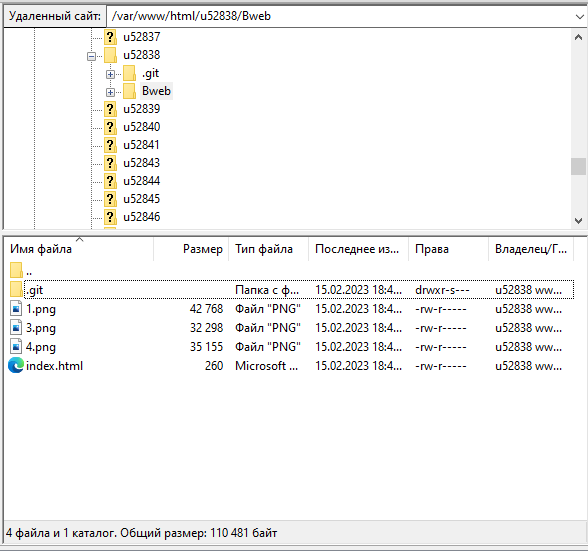 Удаленный сайт: /var/www/html/u52838/Bweb
u52837
u52838
.git
Bweb
u52839
u52840
u52841
u52843
u52844
u52845
u52846
Имя файла Размер Тип файла Последнее из... Права Владелец/Г...
..
.git Папка с ф... 15.02.2023 18:4... drwxr-s--- u52838 ww...
1.png 42 768 Файл "PNG" 15.02.2023 18:4... -rw-r----- u52838 ww...
3.png 32 298 Файл "PNG" 15.02.2023 18:4... -rw-r----- u52838 ww...
4.png 35 155 Файл "PNG" 15.02.2023 18:4... -rw-r----- u52838 ww...
index.html 260 Microsoft ... 15.02.2023 18:4... -rw-r----- u52838 ww...
4 файла и 1 каталог. Общий размер: 110 481 байт